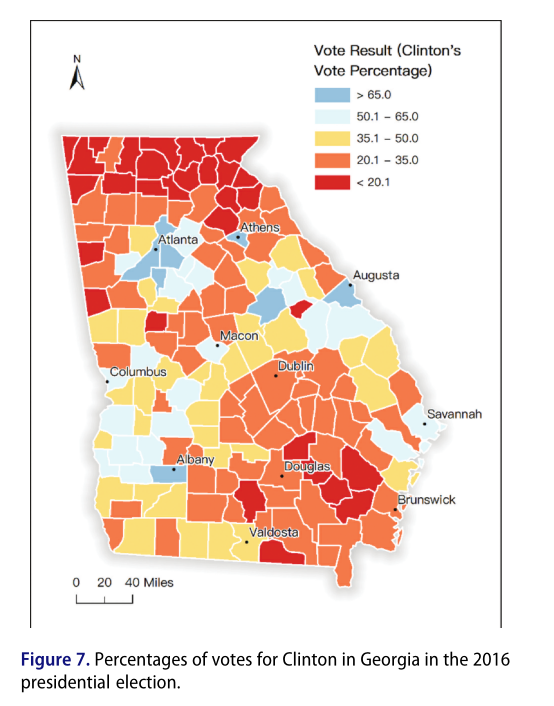 N
Vote Result (Clinton's
Vote Percentage)
> 65.0
50.1 – 65.0
35.1 – 50.0
20.1 – 35.0
< 20.1
Athens
Atlanta
Augusta
Macon
Dublin
Columbus
Savannah
Albany
Douglas
Brunswick
Valdosta
0 20 40 Miles
Figure 7. Percentages of votes for Clinton in Georgia in the 2016
presidential election.